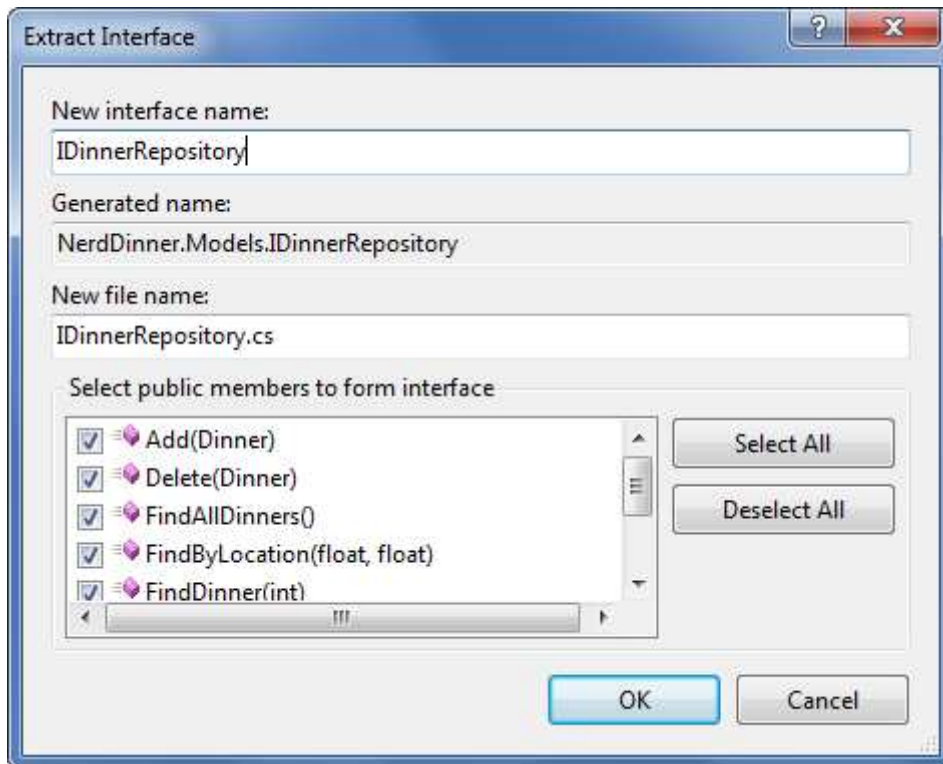 Extract Interface
New interface name:
IDinnerRepository
Generated name:
NerdDinner.Models.IDinnerRepository
New file name:
IDinnerRepository.cs
Select public members to form interface
Add(Dinner)
Delete(Dinner)
FindAllDinners()
FindByLocation(float, float)
FindDinner(int)
Select All
Deselect All
OK
Cancel